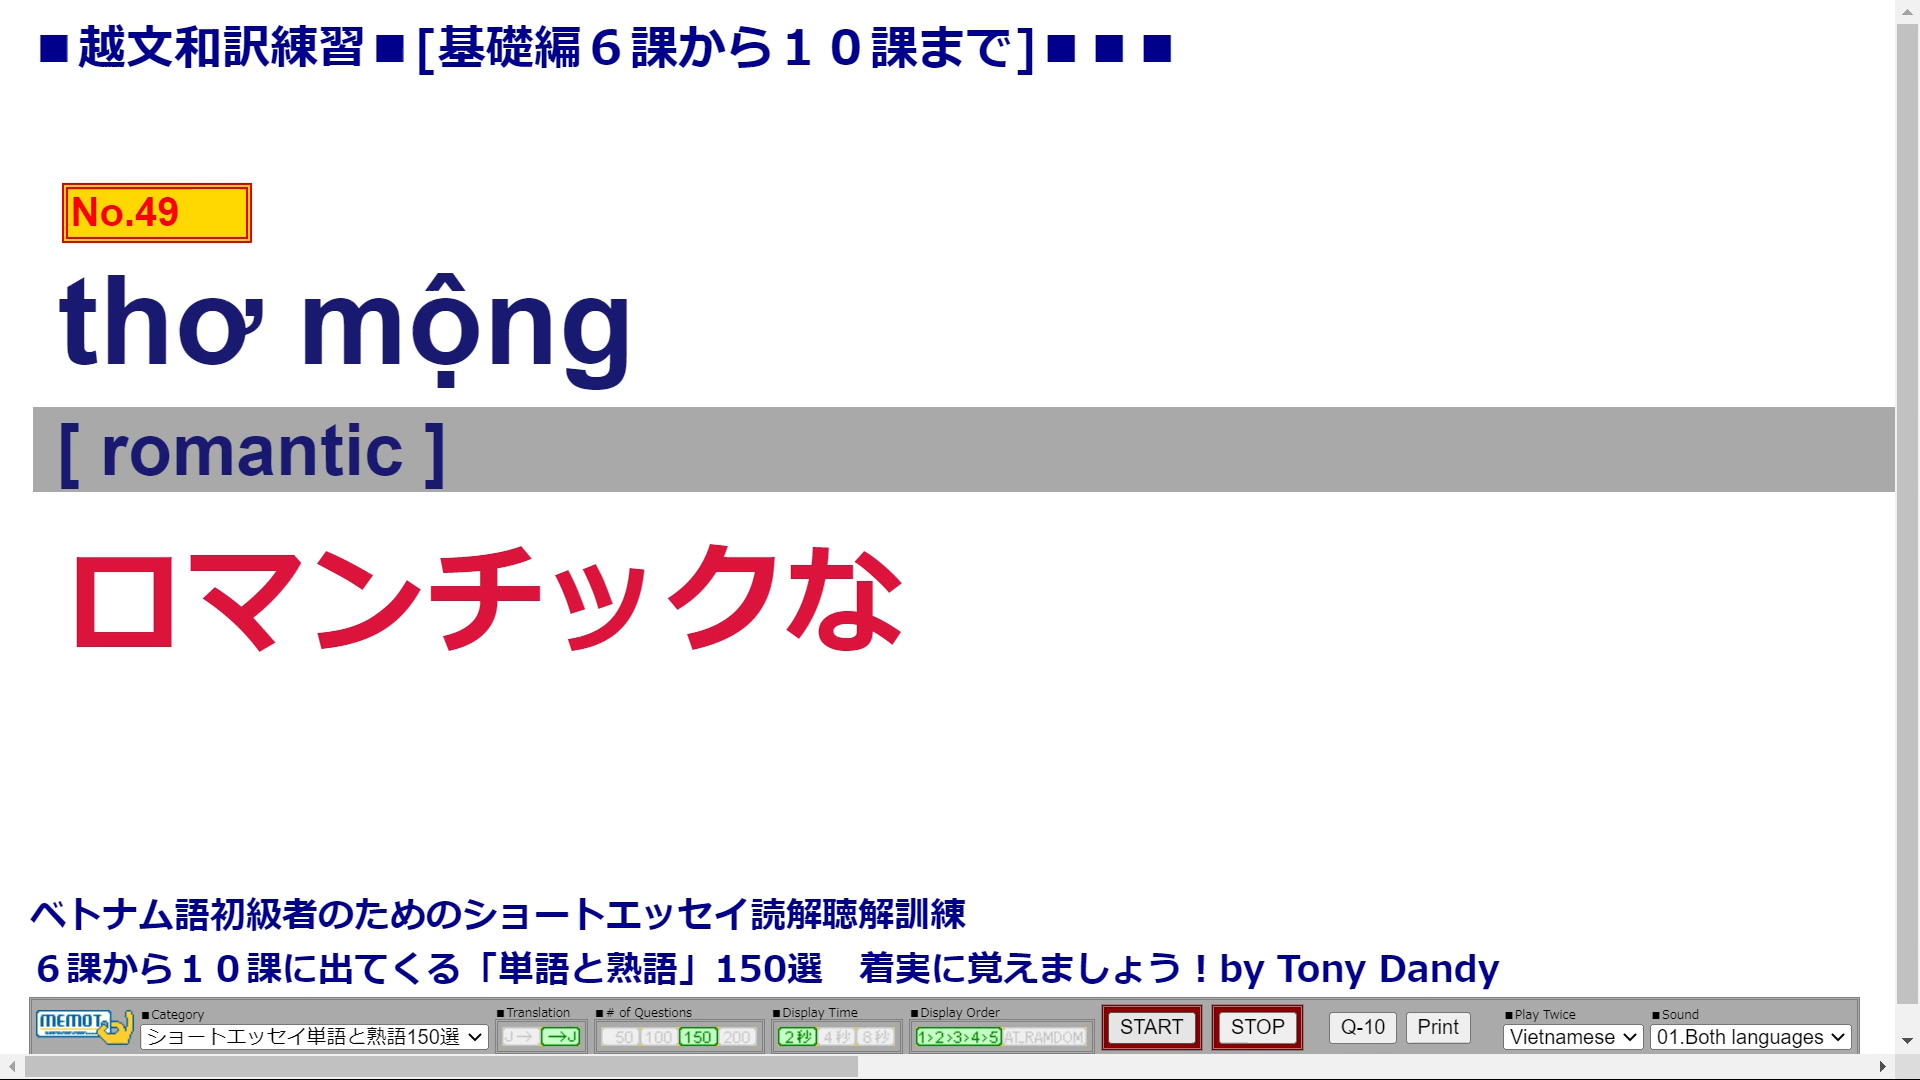 ■越文和訳練習■[基礎編６課から１０課まで]■ ■ ■
No.49
thơ mộng
[ romantic ]
ロマンチックな
ベトナム語初級者のためのショートエッセイ読解聴解訓練
６課から１０課に出てくる「単語と熟語」150選　着実に覚えましょう！by Tony Dandy
■Category ■Translation ■# of Questions ■Display Time ■Display Order ■Play Twice ■Sound
MEMOT ショートエッセイ単語と熟語150選 J→ →J 50 100 150 200 2秒 4秒 8秒 1>2>3>4>5 AT_RAMDOM START STOP Q-10 Print Vietnamese 01.Both languages